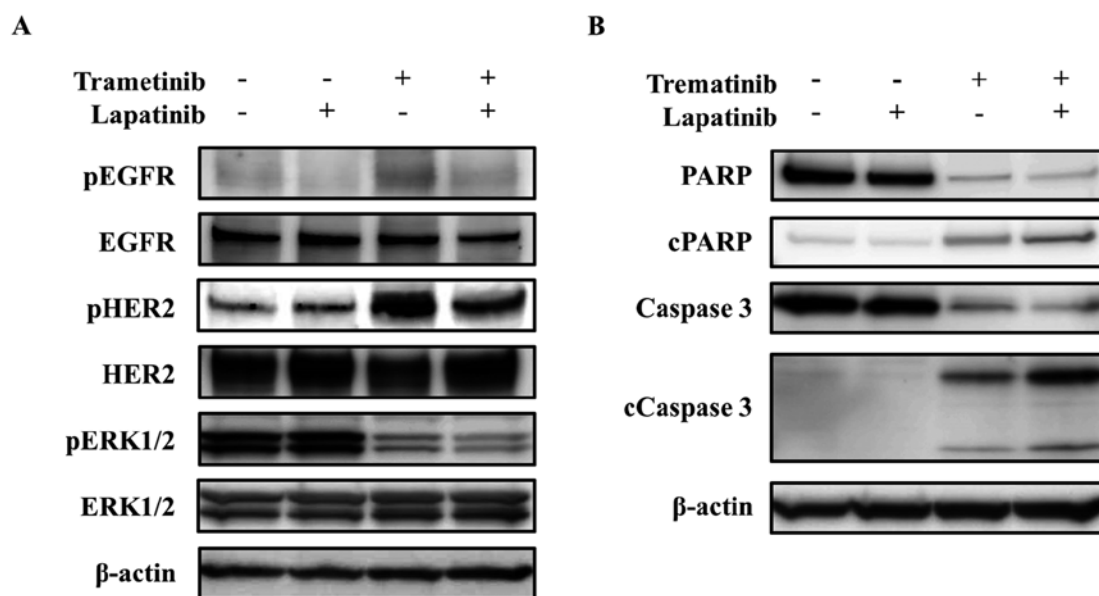 A
Trametinib - - + +
Lapatinib - + - +
pEGFR
EGFR
pHER2
HER2
pERK1/2
ERK1/2
β-actin
B
Trematinib - - + +
Lapatinib - + - +
PARP
cPARP
Caspase 3
cCaspase 3
β-actin